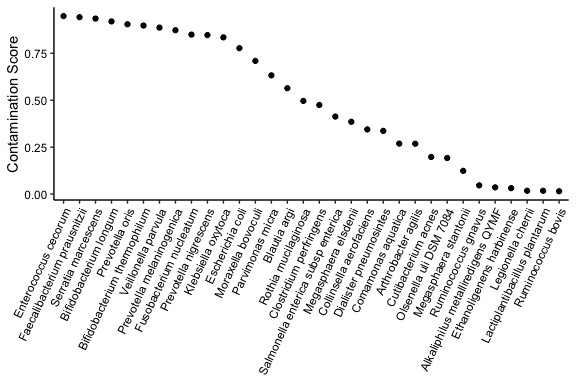 Contamination Score
0.75
0.50
0.25
0.00
Enterococcus cecorum
Faecalibacterium prausnitzii
Serratia marcescens
Bifidobacterium longum
Prevotella oris
Bifidobacterium thermophilum
Veillonella parvula
Prevotella melaninogenica
Fusobacterium nucleatum
Prevotella nigrescens
Klebsiella oxytoca
Escherichia coli
Moraxella bovoculi
Parvimonas micra
Blautia argi
Rothia mucilaginosa
Clostridium perfringens
Salmonella enterica subsp enterica
Megasphaera elsdenii
Collinsella aerofaciens
Dialister pneumosintes
Comamonas aquatica
Arthrobacter agilis
Cutibacterium acnes
Olsenella uli DSM 7084
Megasphaera stantonii
Ruminococcus gnavus
Alkaliphilus metalliredigens QYMF
Ethanoligenens harbinense
Legionella cherrii
Lactiplantibacillus plantarum
Ruminococcus bovis